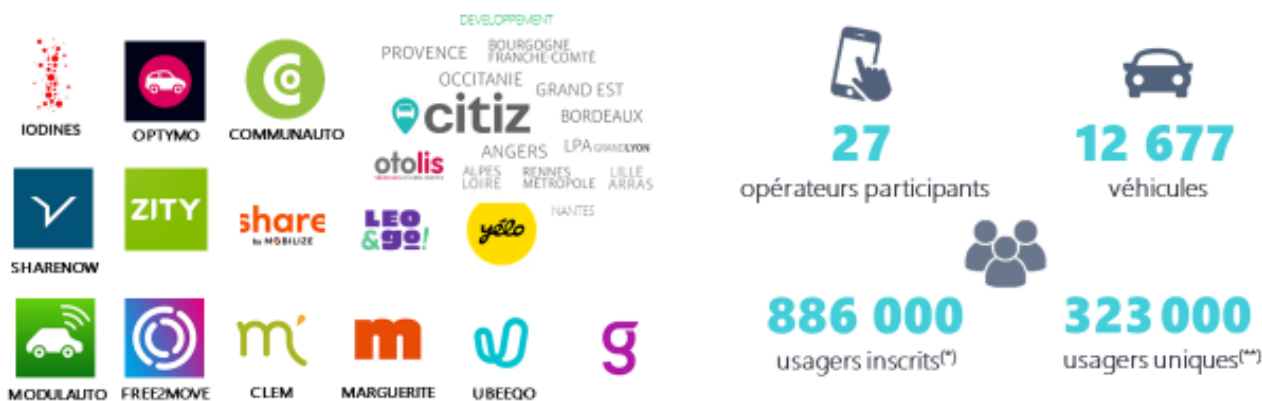 DEVELOPPEMENT
PROVENCE
BOURGOGNE
FRANCHE-COMTÉ
OCCITANIE
GRAND EST
citiz
BORDEAUX
ANGERS
LPA GRANDLYON
ALPES
LOIRE
RENNES
MÉTROPOLE
LILLE
ARRAS
NANTES
IODINES
OPTYMO
COMMUNAUTO
otolis
ZITY
share
by MOBILIZE
LEO
&go!
yélo
SHARENOW
m'
m
g
MODULAUTO
FREE2MOVE
CLEM
MARGUERITE
UBEEQO
27
opérateurs participants
12 677
véhicules
886 000
usagers inscrits(*)
323 000
usagers uniques(**)